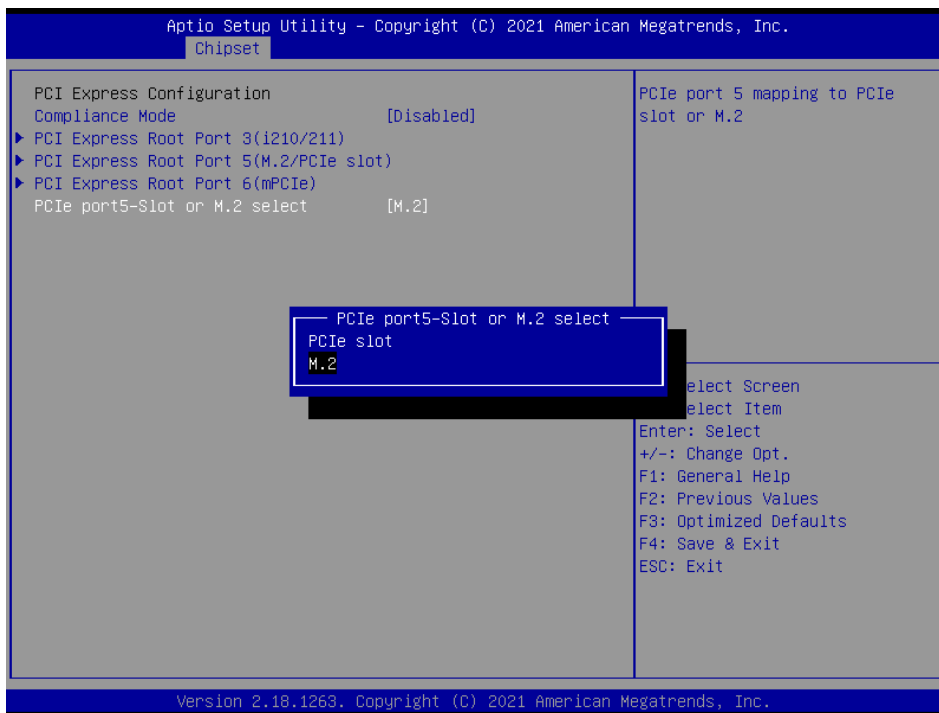 Aptio Setup Utility – Copyright (C) 2021 American Megatrends, Inc.
Chipset
PCI Express Configuration
Compliance Mode [Disabled]
PCI Express Root Port 3(i210/211)
PCI Express Root Port 5(M.2/PCIe slot)
PCI Express Root Port 6(mPCIe)
PCIe port5-Slot or M.2 select [M.2]
PCIe port5-Slot or M.2 select
PCIe slot
M.2
PCIe port 5 mapping to PCIe
slot or M.2
elect Screen
elect Item
Enter: Select
+/-: Change Opt.
F1: General Help
F2: Previous Values
F3: Optimized Defaults
F4: Save & Exit
ESC: Exit
Version 2.18.1263. Copyright (C) 2021 American Megatrends, Inc.